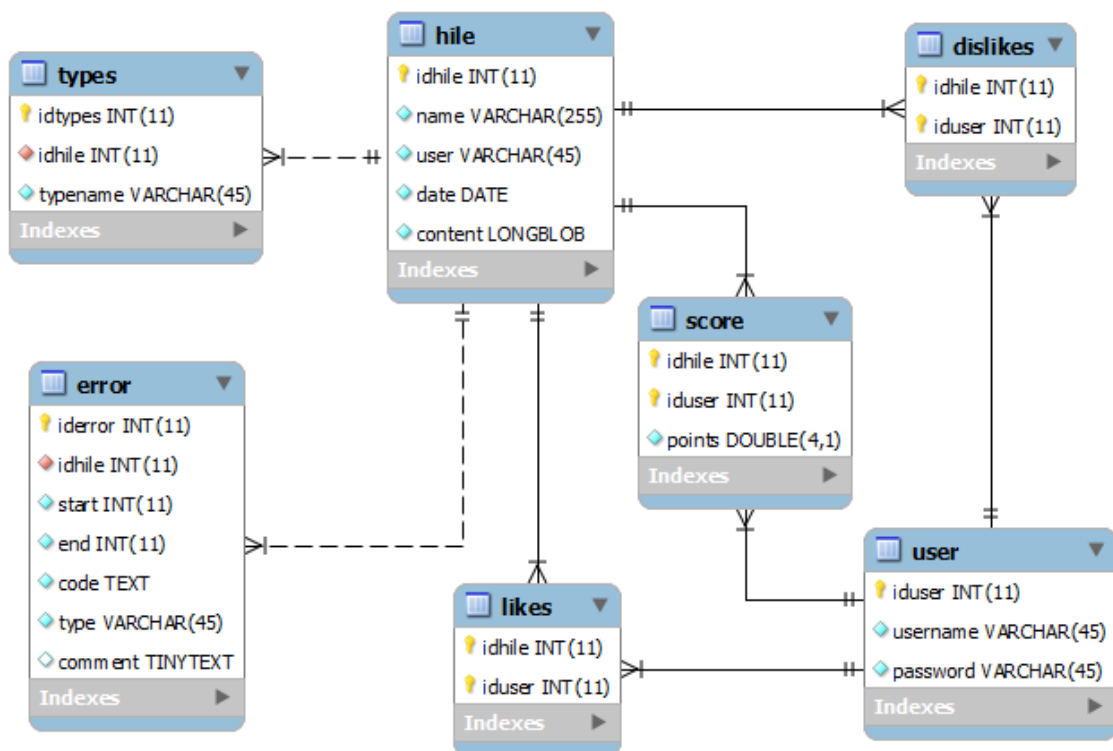 types
idtypes INT(11)
idhile INT(11)
typename VARCHAR(45)
Indexes
hile
idhile INT(11)
name VARCHAR(255)
user VARCHAR(45)
date DATE
content LONGBLOB
Indexes
dislikes
idhile INT(11)
iduser INT(11)
Indexes
score
idhile INT(11)
iduser INT(11)
points DOUBLE(4,1)
Indexes
error
iderror INT(11)
idhile INT(11)
start INT(11)
end INT(11)
code TEXT
type VARCHAR(45)
comment TINYTEXT
Indexes
likes
idhile INT(11)
iduser INT(11)
Indexes
user
iduser INT(11)
username VARCHAR(45)
password VARCHAR(45)
Indexes